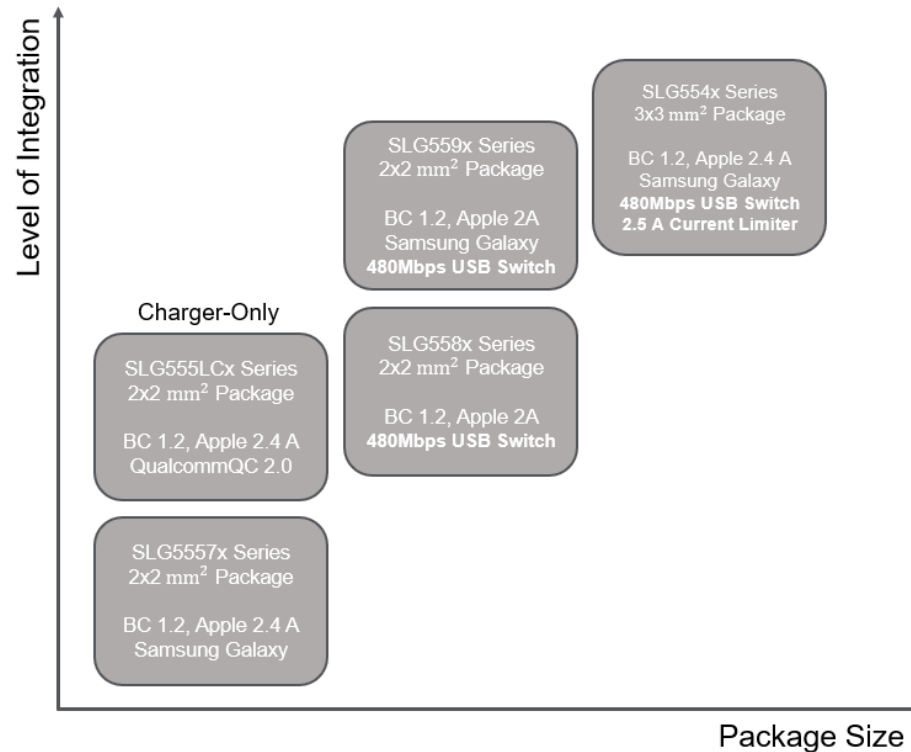 Level of Integration
SLG554x Series
3x3 mm² Package
BC 1.2, Apple 2.4 A
Samsung Galaxy
480Mbps USB Switch
2.5 A Current Limiter
SLG559x Series
2x2 mm² Package
BC 1.2, Apple 2A
Samsung Galaxy
480Mbps USB Switch
Charger-Only
SLG555LCx Series
2x2 mm² Package
BC 1.2, Apple 2.4 A
QualcommQC 2.0
SLG558x Series
2x2 mm² Package
BC 1.2, Apple 2A
480Mbps USB Switch
SLG5557x Series
2x2 mm² Package
BC 1.2, Apple 2.4 A
Samsung Galaxy
Package Size